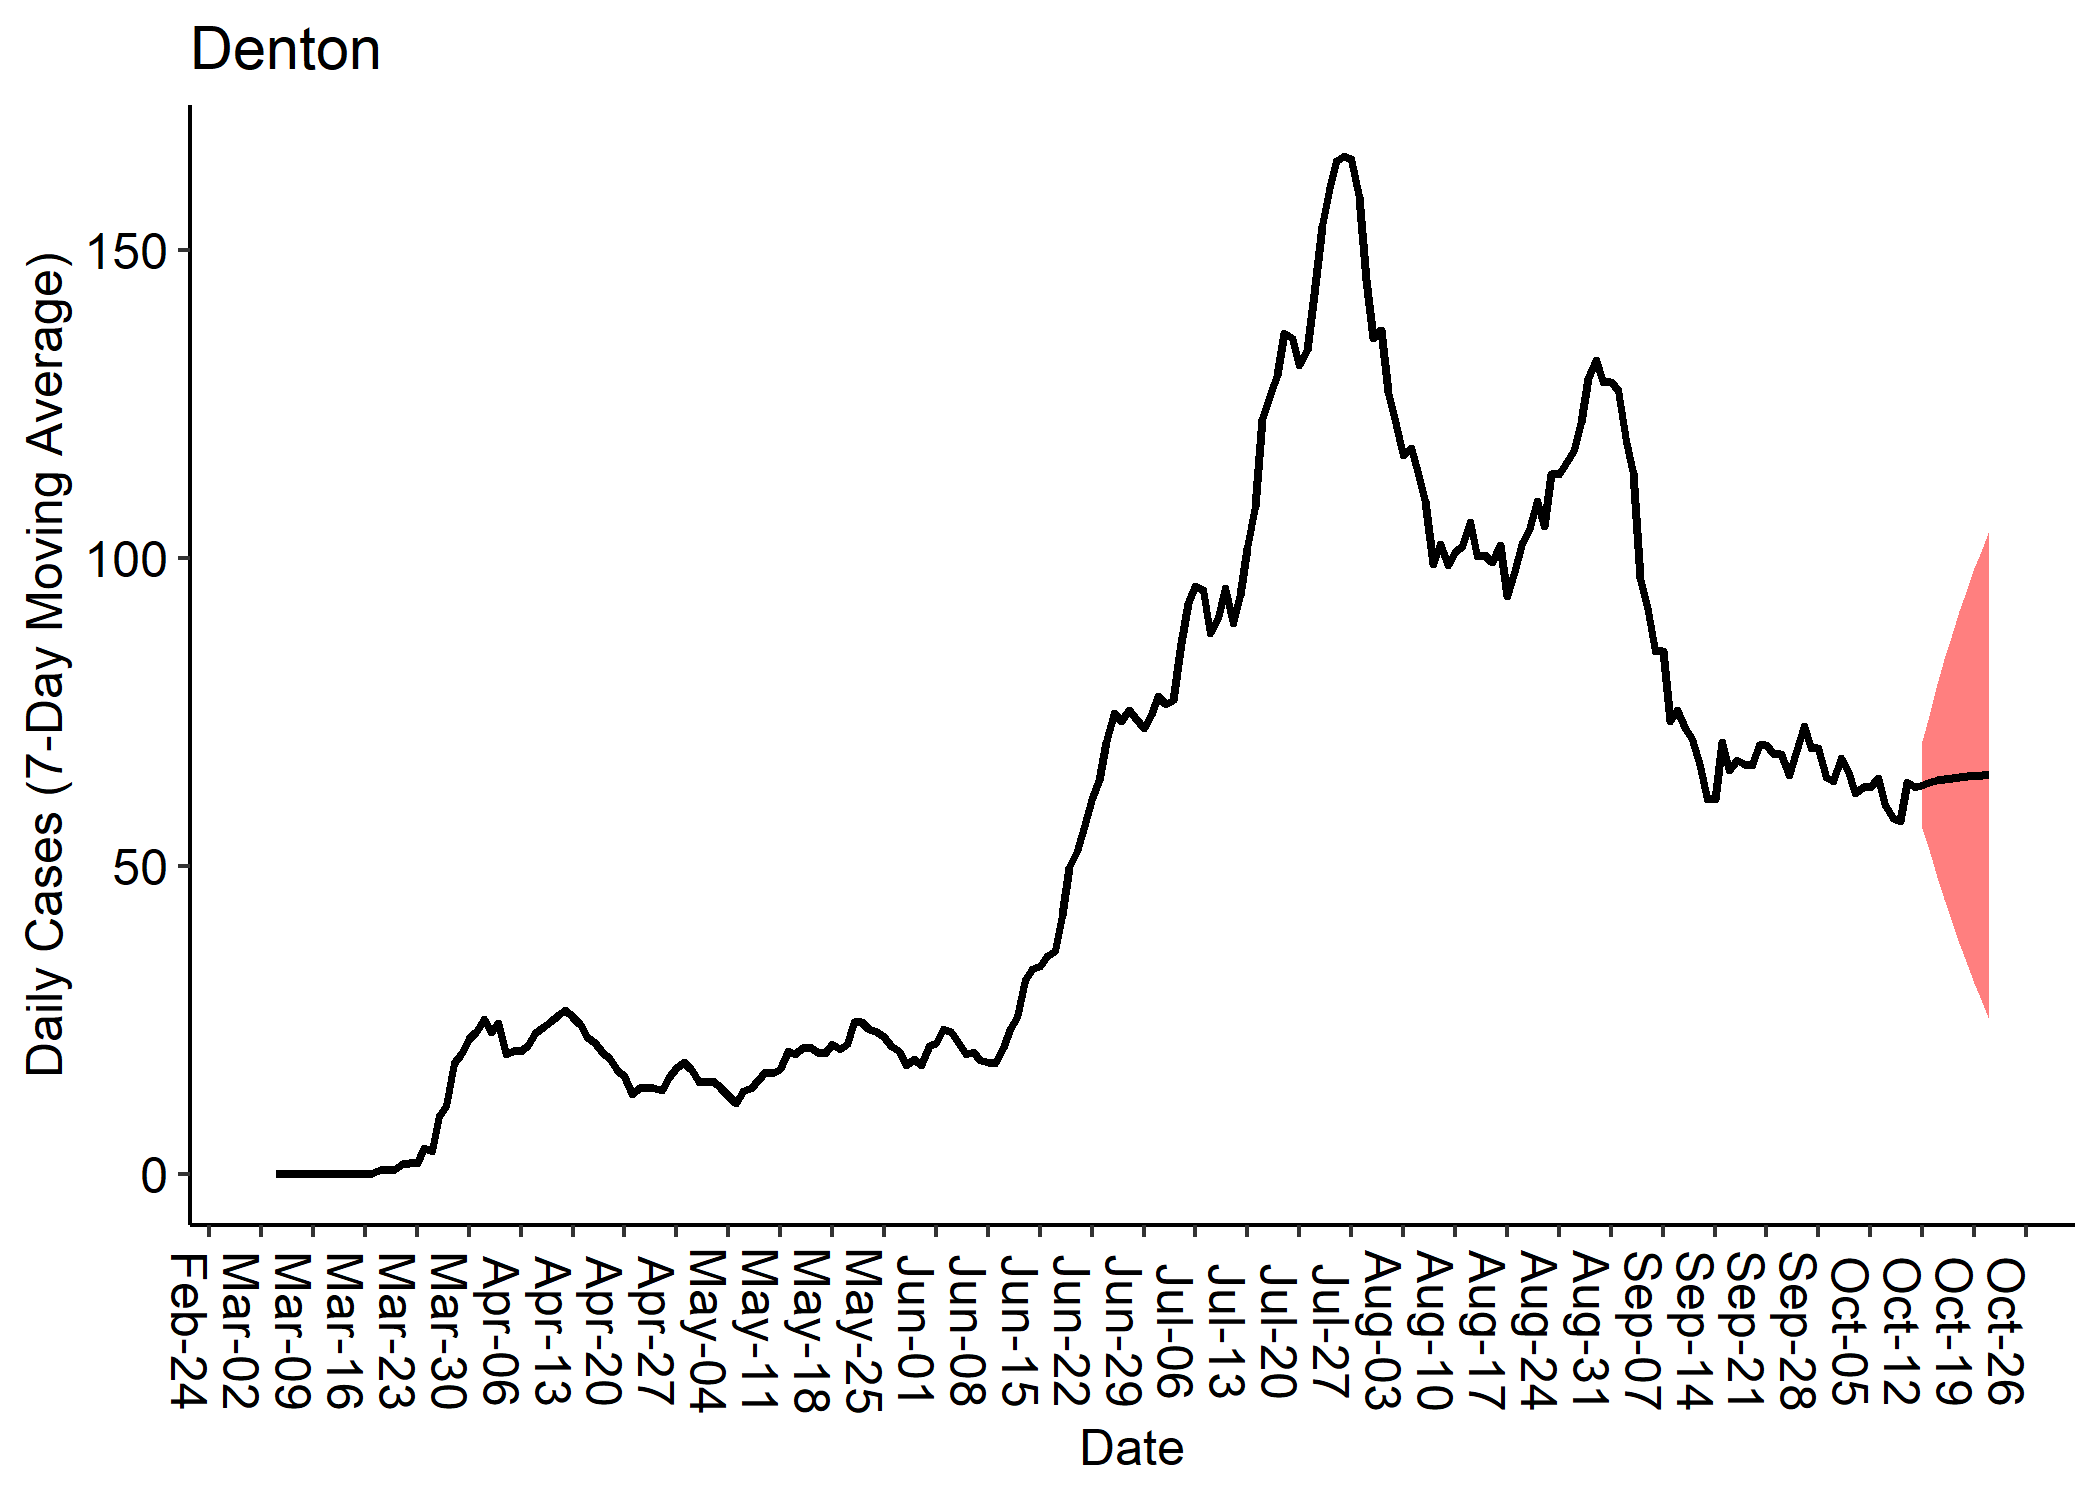 Denton
Daily Cases (7-Day Moving Average)
150
100
50
0
Feb-24
Mar-02
Mar-09
Mar-16
Mar-23
Mar-30
Apr-06
Apr-13
Apr-20
Apr-27
May-04
May-11
May-18
May-25
Jun-01
Jun-08
Jun-15
Jun-22
Jun-29
Jul-06
Jul-13
Jul-20
Jul-27
Aug-03
Aug-10
Aug-17
Aug-24
Aug-31
Sep-07
Sep-14
Sep-21
Sep-28
Oct-05
Oct-12
Oct-19
Oct-26
Date